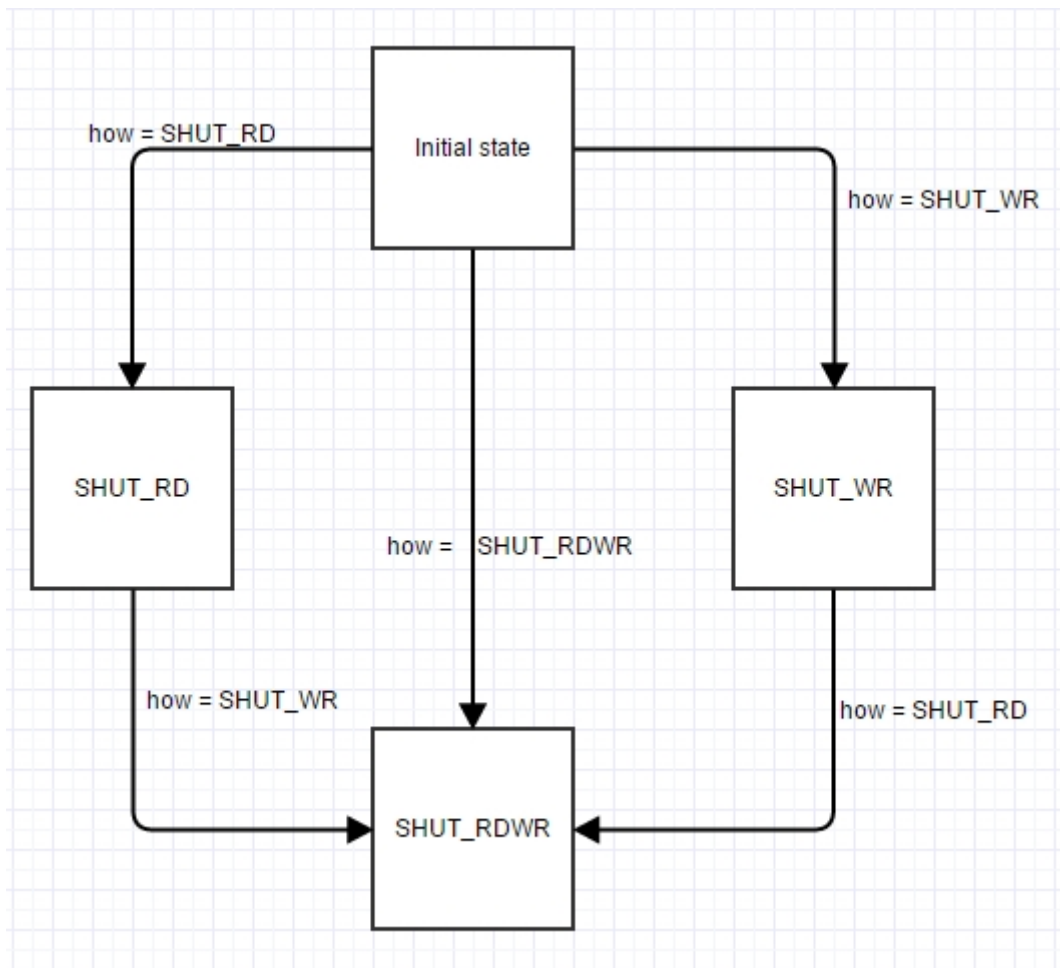 how = SHUT_RD
Initial state
how = SHUT_WR
SHUT_RD
SHUT_WR
how = SHUT_RDWR
how = SHUT_WR
how = SHUT_RD
SHUT_RDWR